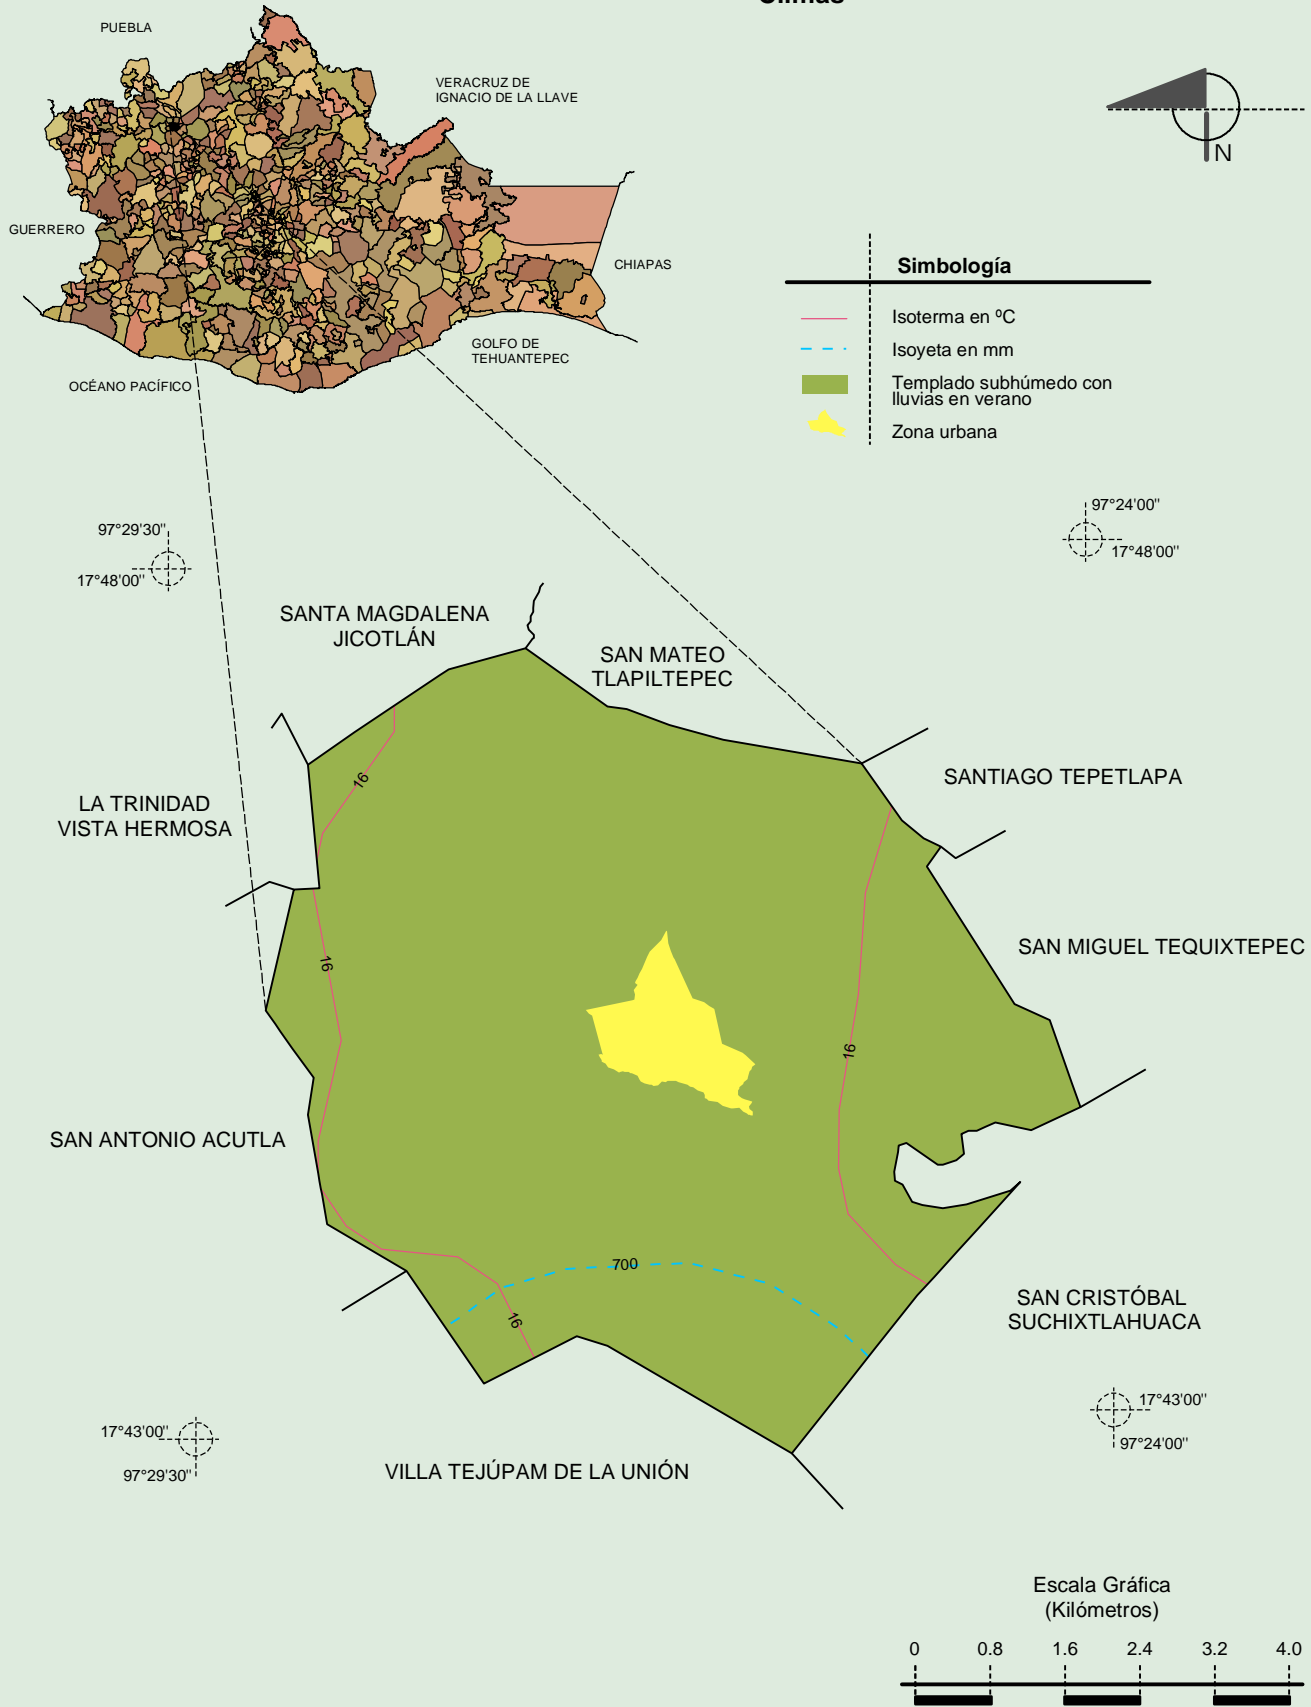 Climas
PUEBLA
VERACRUZ DE
IGNACIO DE LA LLAVE
N
GUERRERO
CHIAPAS
GOLFO DE
TEHUANTEPEC
OCÉANO PACÍFICO
Simbología
Isoterma en ºC
Isoyeta en mm
Templado subhúmedo con
lluvias en verano
Zona urbana
97°29'30''
17°48'00''
97°24'00''
17°48'00''
SANTA MAGDALENA
JICOTLÁN
SAN MATEO
TLAPILTEPEC
SANTIAGO TEPETLAPA
LA TRINIDAD
VISTA HERMOSA
16
SAN MIGUEL TEQUIXTEPEC
16
16
SAN ANTONIO ACUTLA
700
16
SAN CRISTÓBAL
SUCHIXTLAHUACA
17°43'00''
97°29'30''
17°43'00''
97°24'00''
VILLA TEJÚPAM DE LA UNIÓN
Escala Gráfica
(Kilómetros)
0 0.8 1.6 2.4 3.2 4.0